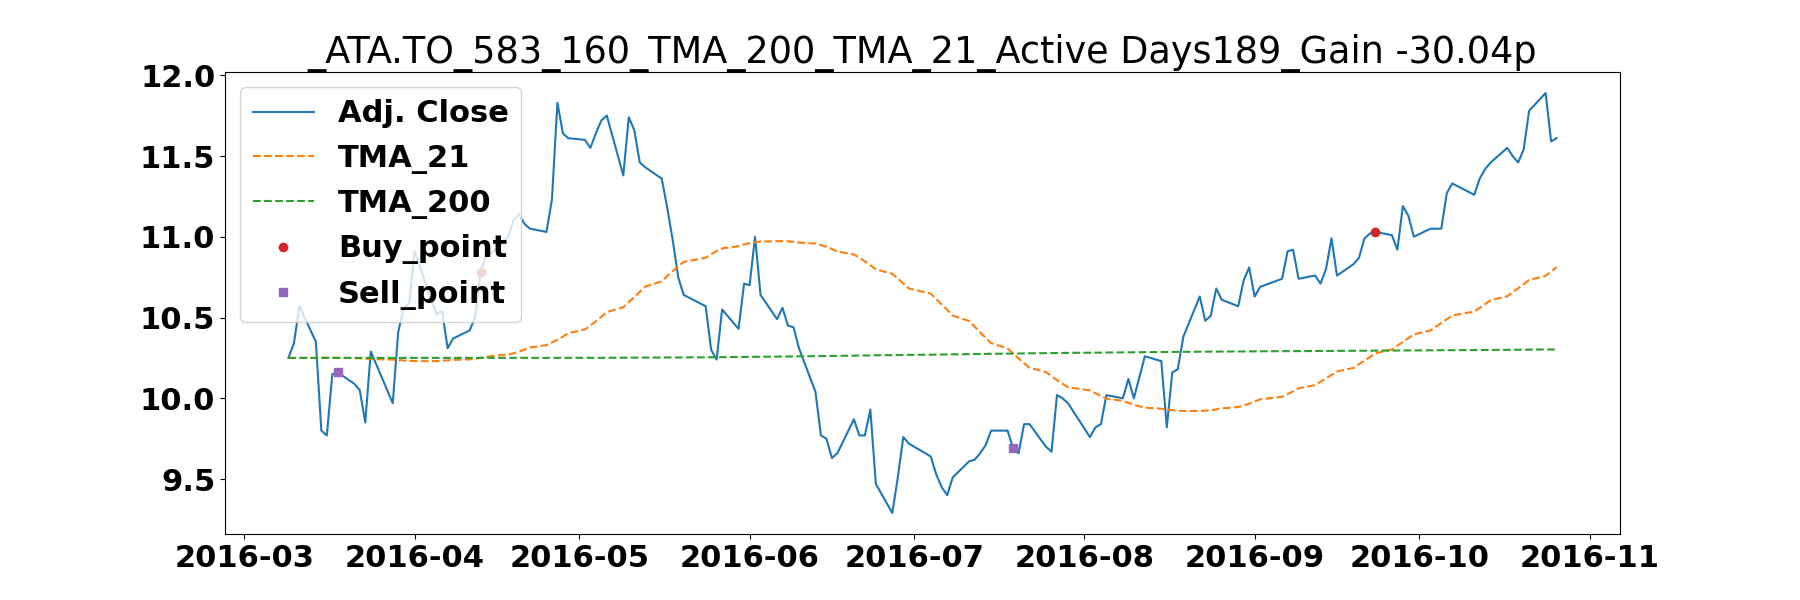 _ATA.TO_583_160_TMA_200_TMA_21_Active Days189_Gain -30.04p
12.0
11.5
11.0
10.5
10.0
9.5
Adj. Close
TMA_21
TMA_200
Buy_point
Sell_point
2016-03 2016-04 2016-05 2016-06 2016-07 2016-08 2016-09 2016-10 2016-11